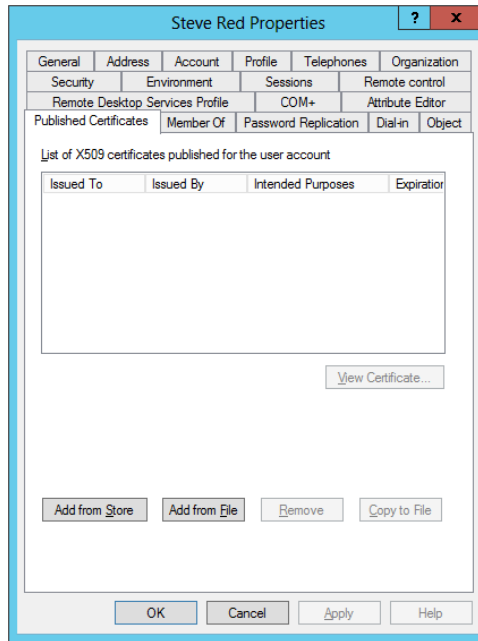 Steve Red Properties ? x
General Address Account Profile Telephones Organization
Security Environment Sessions Remote control
Remote Desktop Services Profile COM+ Attribute Editor
Published Certificates Member Of Password Replication Dial-in Object
List of X509 certificates published for the user account
Issued To Issued By Intended Purposes Expiration
View Certificate...
Add from Store Add from File Remove Copy to File
OK Cancel Apply Help